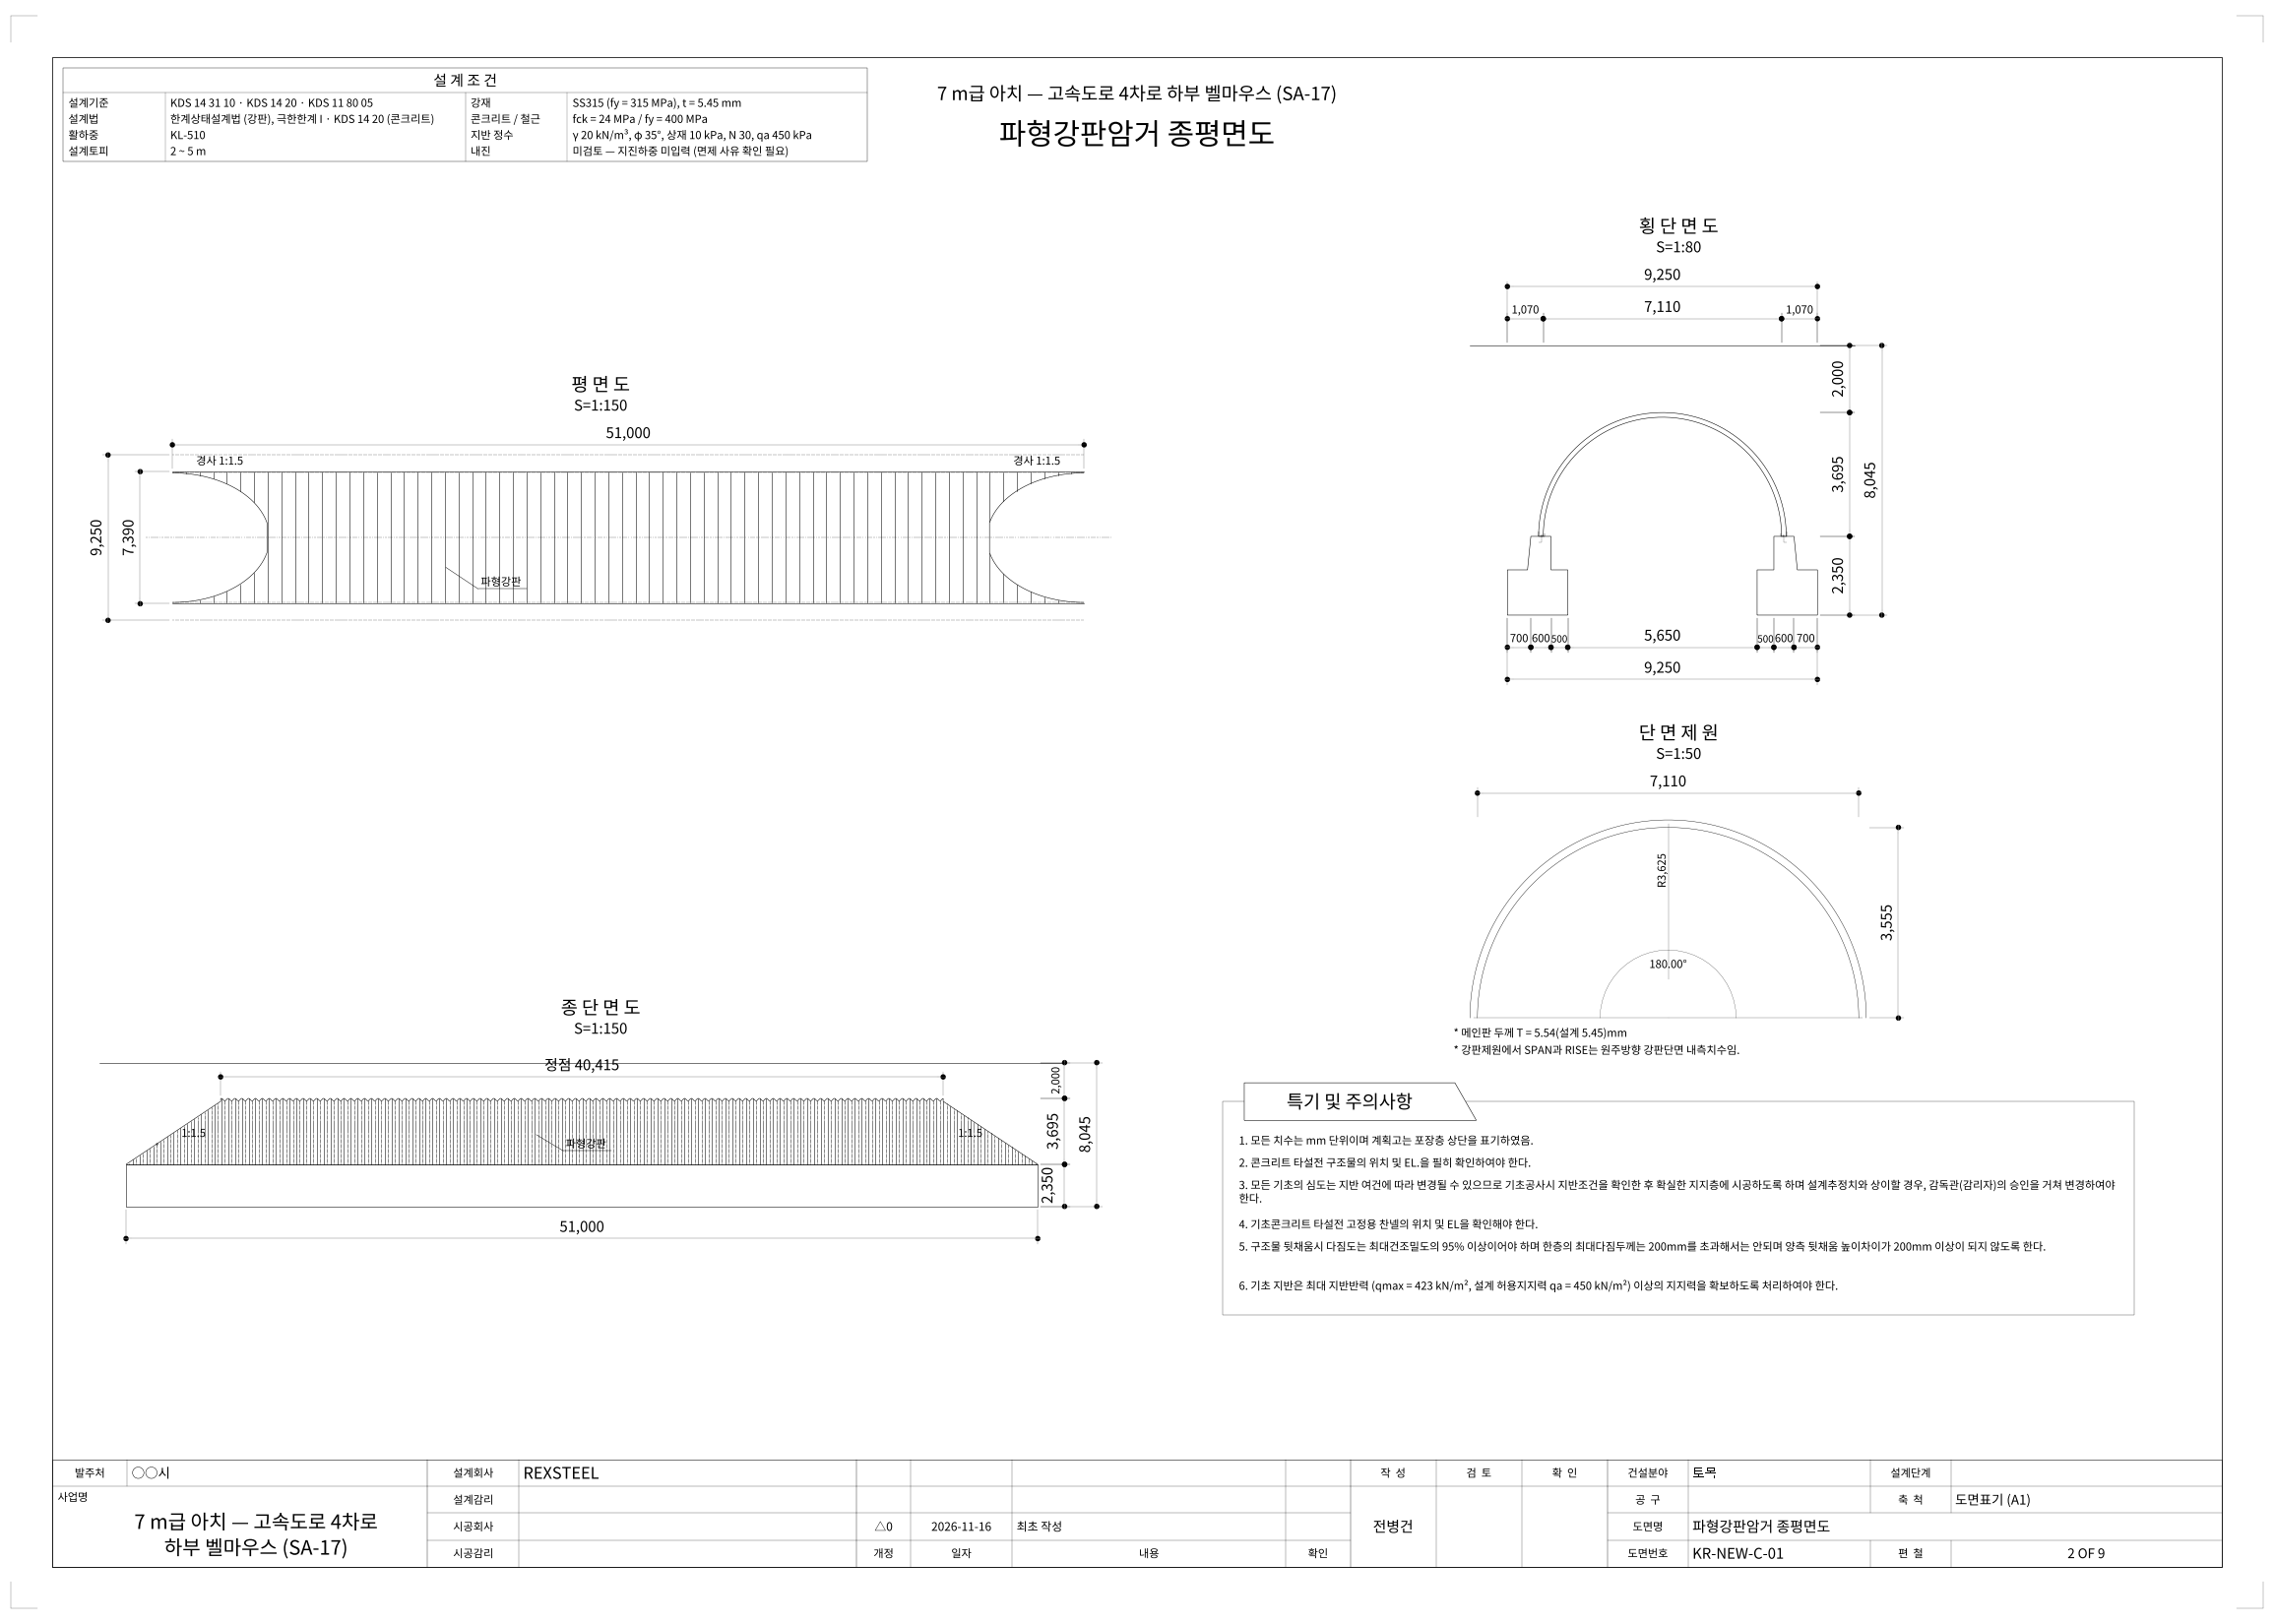 설 계 조 건
설계기준 KDS 14 31 10 · KDS 14 20 · KDS 11 80 05 강재 SS315 (fy = 315 MPa), t = 5.45 mm
설계법 한계상태설계법 (강판), 극한한계 I · KDS 14 20 (콘크리트) 콘크리트 / 철근 fck = 24 MPa / fy = 400 MPa
활하중 KL-510 지반 정수 γ 20 kN/m³, φ 35°, 상재 10 kPa, N 30, qa 450 kPa
설계토피 2 ~ 5 m 내진 미검토 — 지진하중 미입력 (면제 사유 확인 필요)
7 m급 아치 — 고속도로 4차로 하부 벨마우스 (SA-17)
파형강판암거 종평면도
횡 단 면 도
S=1:80
9,250
1,070 7,110 1,070
2,000
3,695
8,045
2,350
700 600 500 5,650 500 600 700
9,250
평 면 도
S=1:150
51,000
경사 1:1.5 경사 1:1.5
9,250
7,390
파형강판
단 면 제 원
S=1:50
7,110
R3,625
3,555
180.00°
* 메인판 두께 T = 5.54(설계 5.45)mm
* 강판제원에서 SPAN과 RISE는 원주방향 강판단면 내측치수임.
종 단 면 도
S=1:150
정점 40,415
2,000
1:1.5 파형강판 1:1.5
3,695
8,045
2,350
51,000
특기 및 주의사항
1. 모든 치수는 mm 단위이며 계획고는 포장층 상단을 표기하였음.
2. 콘크리트 타설전 구조물의 위치 및 EL.을 필히 확인하여야 한다.
3. 모든 기초의 심도는 지반 여건에 따라 변경될 수 있으므로 기초공사시 지반조건을 확인한 후 확실한 지지층에 시공하도록 하며 설계추정치와 상이할 경우, 감독관(감리자)의 승인을 거쳐 변경하여야
한다.
4. 기초콘크리트 타설전 고정용 찬넬의 위치 및 EL을 확인해야 한다.
5. 구조물 뒷채움시 다짐도는 최대건조밀도의 95% 이상이어야 하며 한층의 최대다짐두께는 200mm를 초과해서는 안되며 양측 뒷채움 높이차이가 200mm 이상이 되지 않도록 한다.
6. 기초 지반은 최대 지반반력 (qmax = 423 kN/m², 설계 허용지지력 qa = 450 kN/m²) 이상의 지지력을 확보하도록 처리하여야 한다.
발주처 ○○시 설계회사 REXSTEEL 작 성 검 토 확 인 건설분야 토목 설계단계
사업명 설계감리 공 구 축 척 도면표기 (A1)
7 m급 아치 — 고속도로 4차로
하부 벨마우스 (SA-17)
시공회사 △0 2026-11-16 최초 작성 전병건 도면명 파형강판암거 종평면도
시공감리 개정 일자 내용 확인 도면번호 KR-NEW-C-01 편 철 2 OF 9